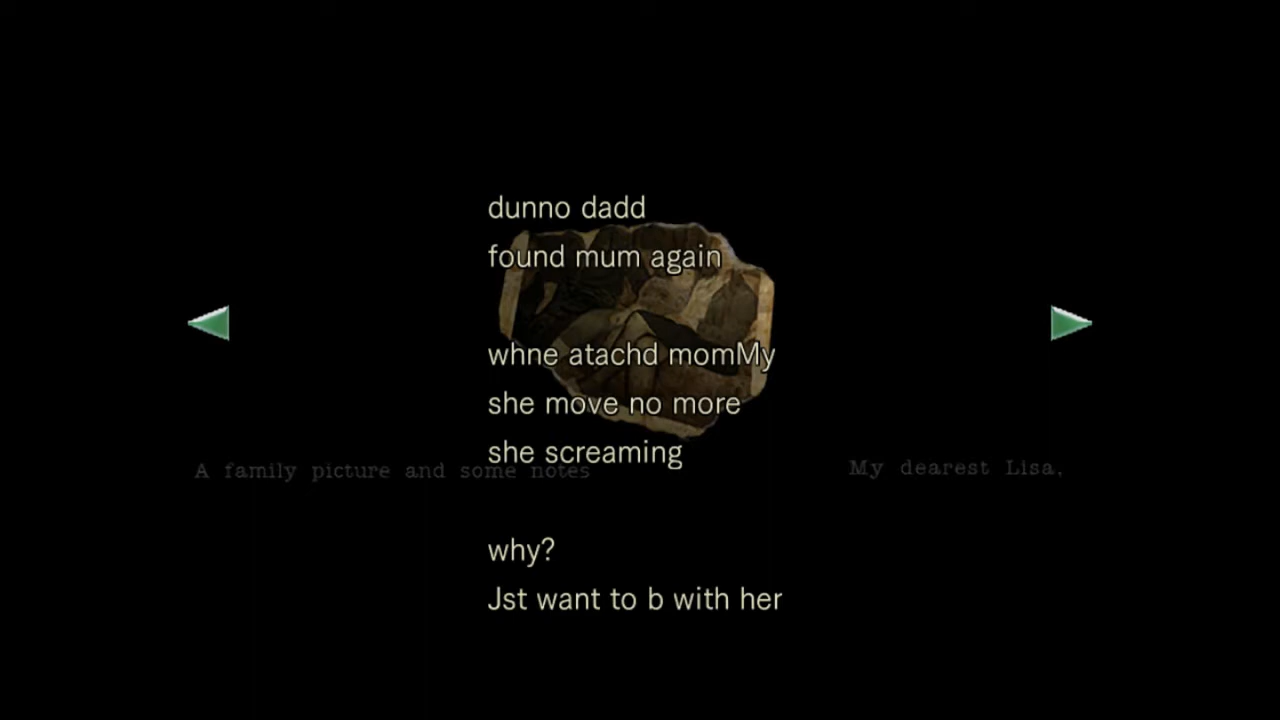 dunno dadd
found mum again
whne atachd momMy
she move no more
she screaming
A family picture and some notes
My dearest Lisa,
why?
Jst want to b with her